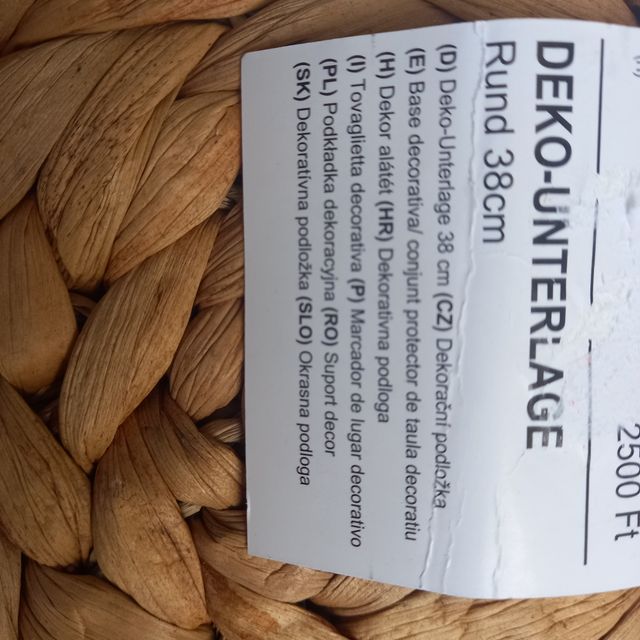 2500 Ft
DEKO-UNTERLAGE
Rund 38cm
(D) Deko-Unterlage 38 cm (CZ) Dekorační podložka
(E) Base decorativa/ conjunt protector de taula decoratiu
(H) Dekor alátét (HR) Dekorativna podloga
(I) Tovaglietta decorativa (P) Marcador de lugar decorativo
(PL) Podkładka dekoracyjna (RO) Suport decor
(SK) Dekoratívna podložka (SLO) Okrasna podloga